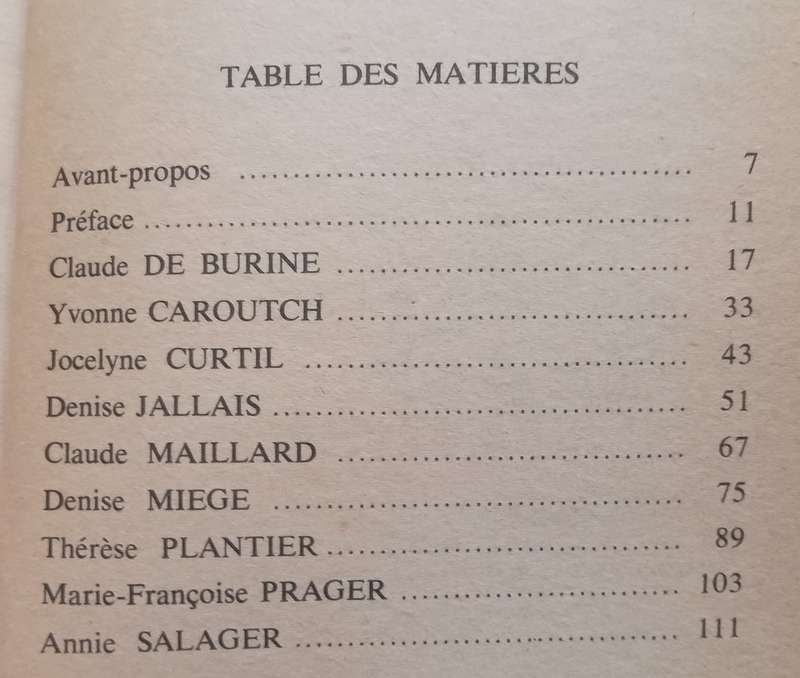 TABLE DES MATIERES
Avant-propos ........................................... 7
Préface .................................................... 11
Claude DE BURINE .................................. 17
Yvonne CAROUTCH .................................. 33
Jocelyne CURTIL ..................................... 43
Denise JALLAIS ........................................ 51
Claude MAILLARD .................................. 67
Denise MIEGE ........................................ 75
Thérèse PLANTIER .................................. 89
Marie-Françoise PRAGER ........................... 103
Annie SALAGER ..................................... 111